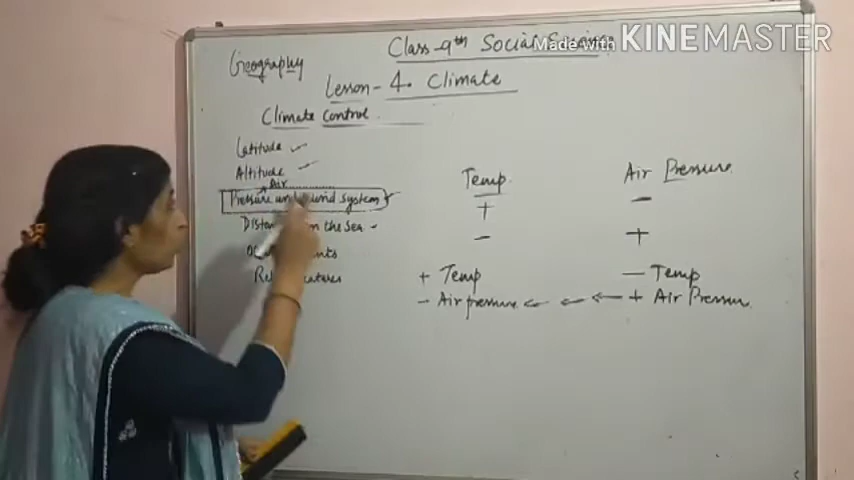 Geography
Class-9th Social Science
Made with KINEMASTER
Lesson-4. Climate
Climate Control
Latitude
Altitude
Air
Pressure and wind system
the sea -
Temp. Air Pressure
+ -
- +
+ Temp - Temp
- Air pressure ← ← ← + Air Pressure